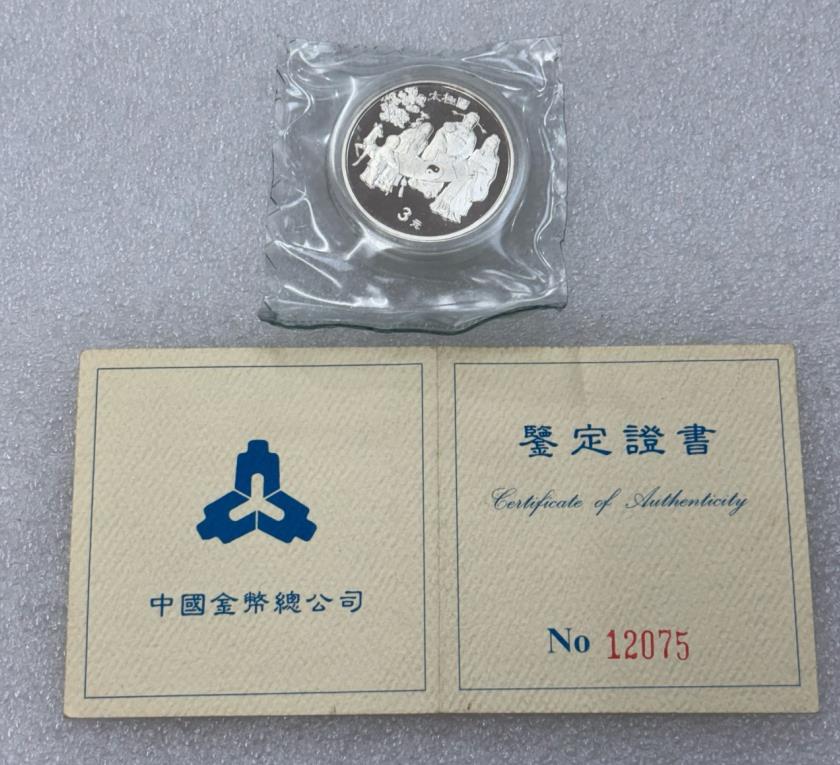 太極圖
3元
中國金幣總公司
鑒定證書
Certificate of Authenticity
No 12075